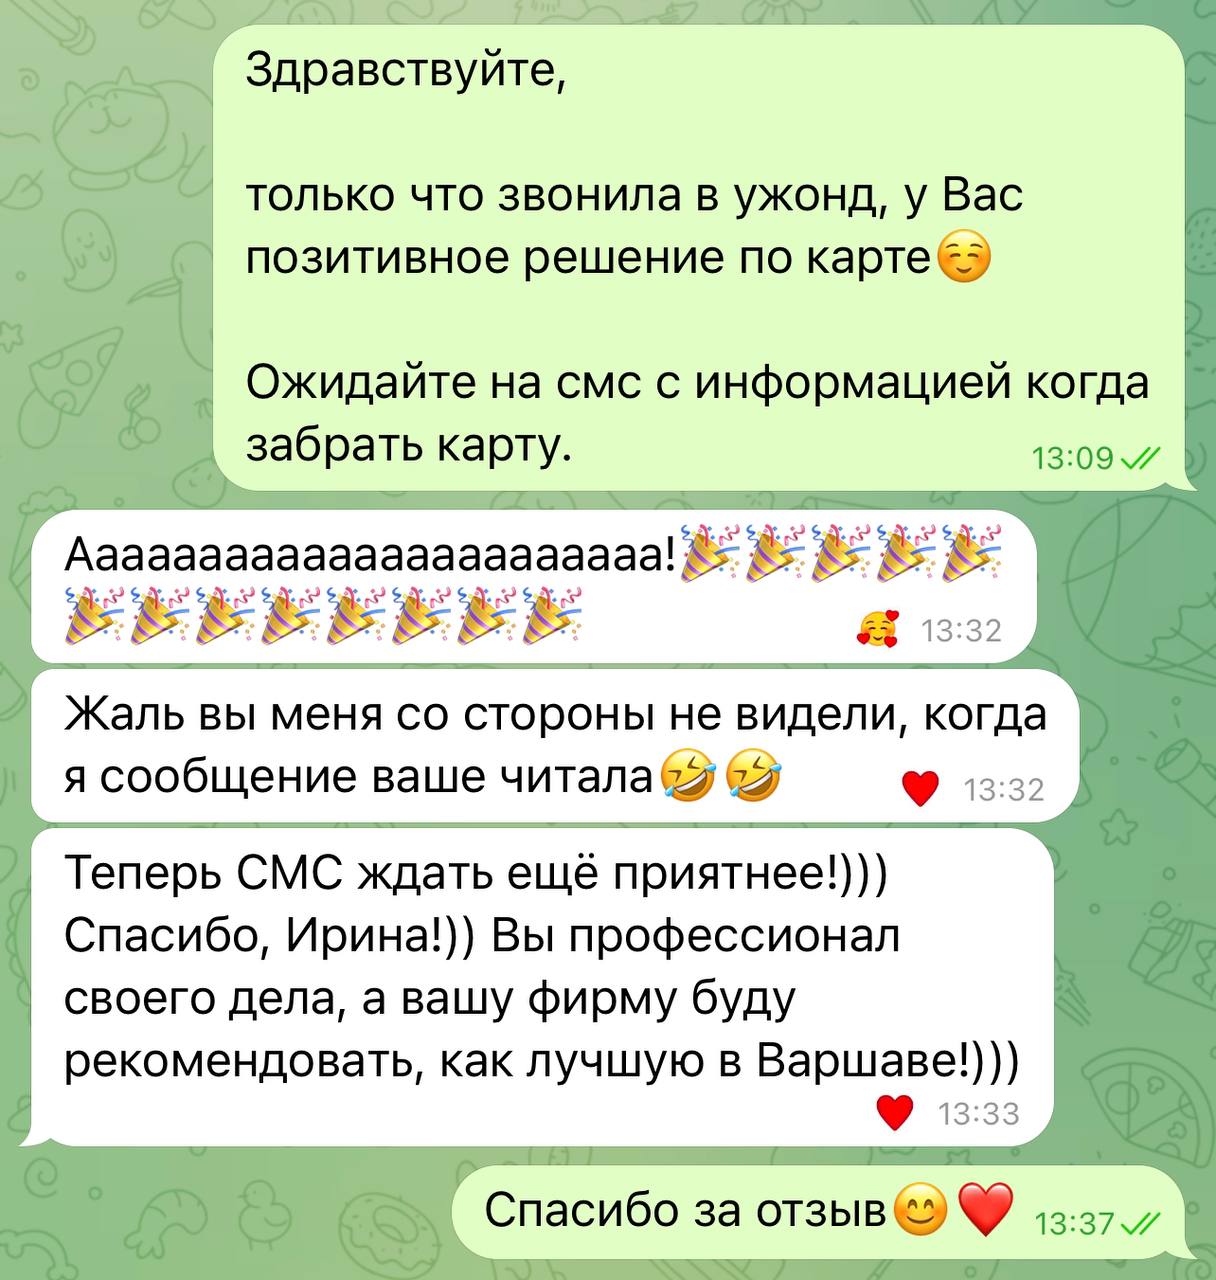 Здравствуйте,
только что звонила в ужонд, у Вас
позитивное решение по карте☺️
Ожидайте на смс с информацией когда
забрать карту.
13:09
Ааааааааааааааааааааааа!🎉🎉🎉🎉🎉
🎉🎉🎉🎉🎉🎉🎉🎉
🥰 13:32
Жаль вы меня со стороны не видели, когда
я сообщение ваше читала🤣🤣
♥️ 13:32
Теперь СМС ждать ещё приятнее!)))
Спасибо, Ирина!)) Вы профессионал
своего дела, а вашу фирму буду
рекомендовать, как лучшую в Варшаве!)))
♥️ 13:33
Спасибо за отзыв😊❤️ 13:37